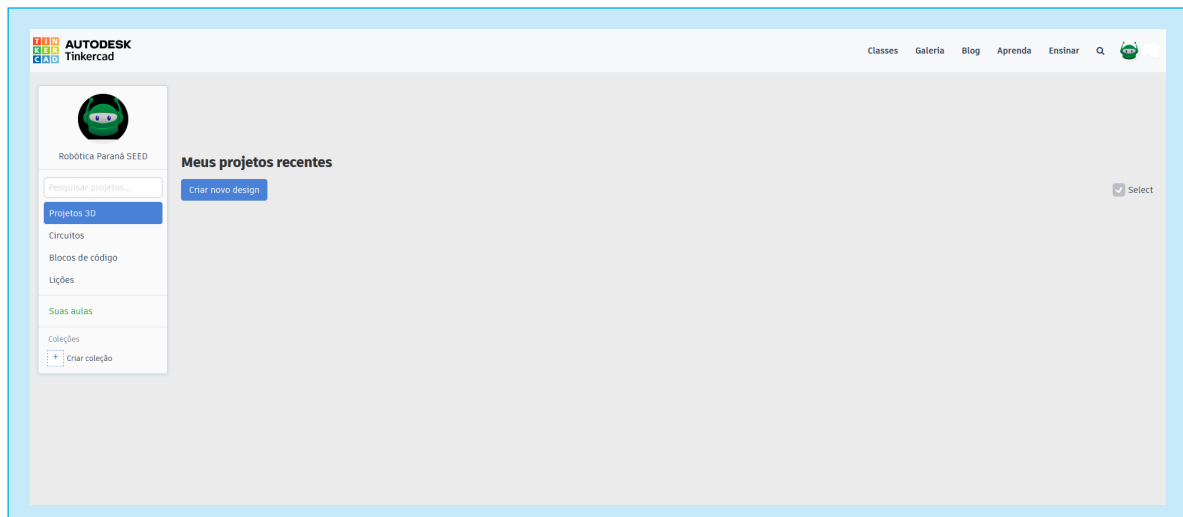 TIN
KER
CAD
AUTODESK
Tinkercad
Classes Galeria Blog Aprenda Ensinar
Robótica Paraná SEED
Pesquisar projetos...
Projetos 3D
Circuitos
Blocos de código
Lições
Suas aulas
Coleções
+ Criar coleção
Meus projetos recentes
Criar novo design
Select